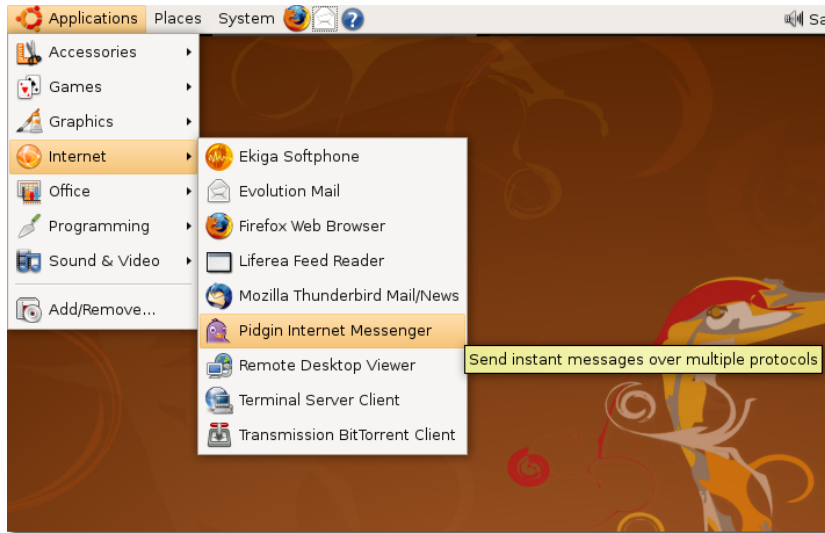 Applications Places System Sa
Accessories
Games
Graphics
Internet
Office
Programming
Sound & Video
Add/Remove...
Ekiga Softphone
Evolution Mail
Firefox Web Browser
Liferea Feed Reader
Mozilla Thunderbird Mail/News
Pidgin Internet Messenger
Remote Desktop Viewer
Terminal Server Client
Transmission BitTorrent Client
Send instant messages over multiple protocols